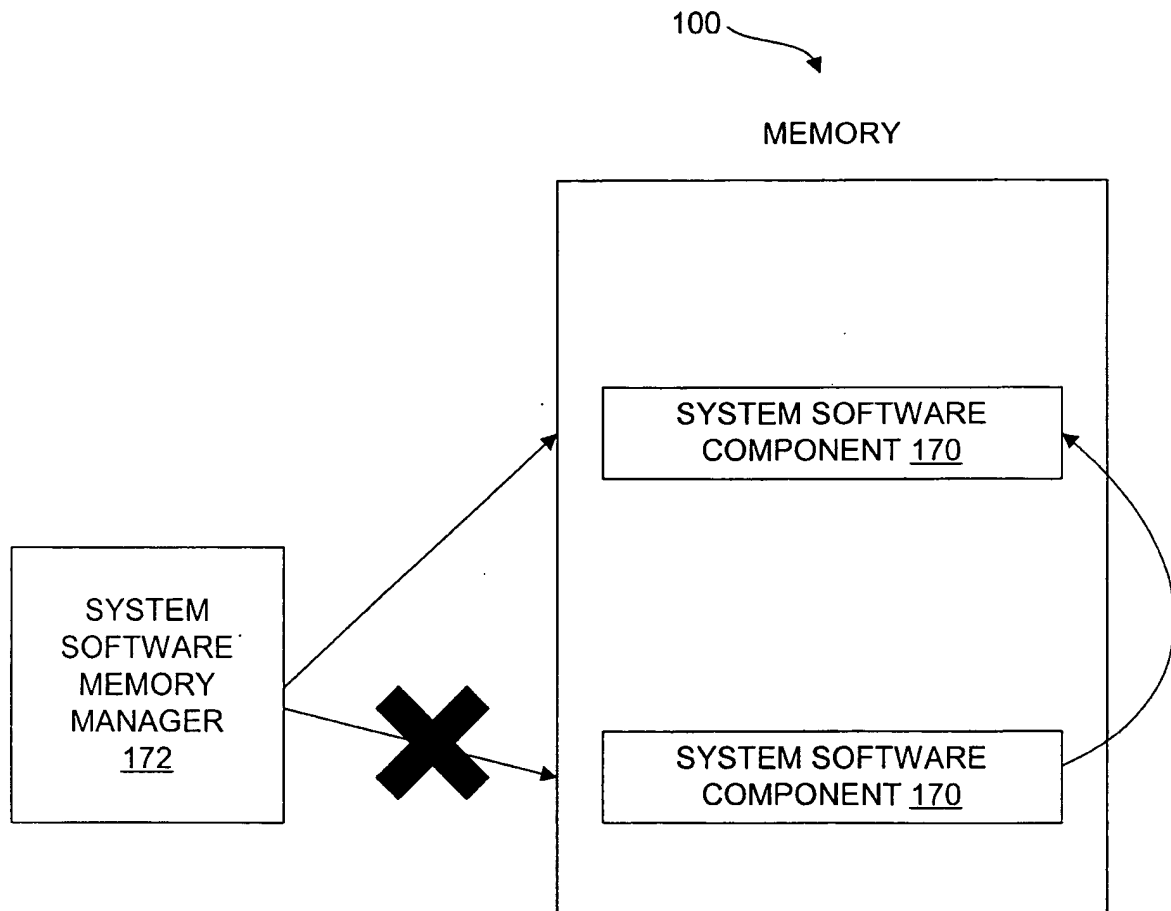 100
MEMORY
SYSTEM SOFTWARE
COMPONENT 170
SYSTEM
SOFTWARE
MEMORY
MANAGER
172
SYSTEM SOFTWARE
COMPONENT 170